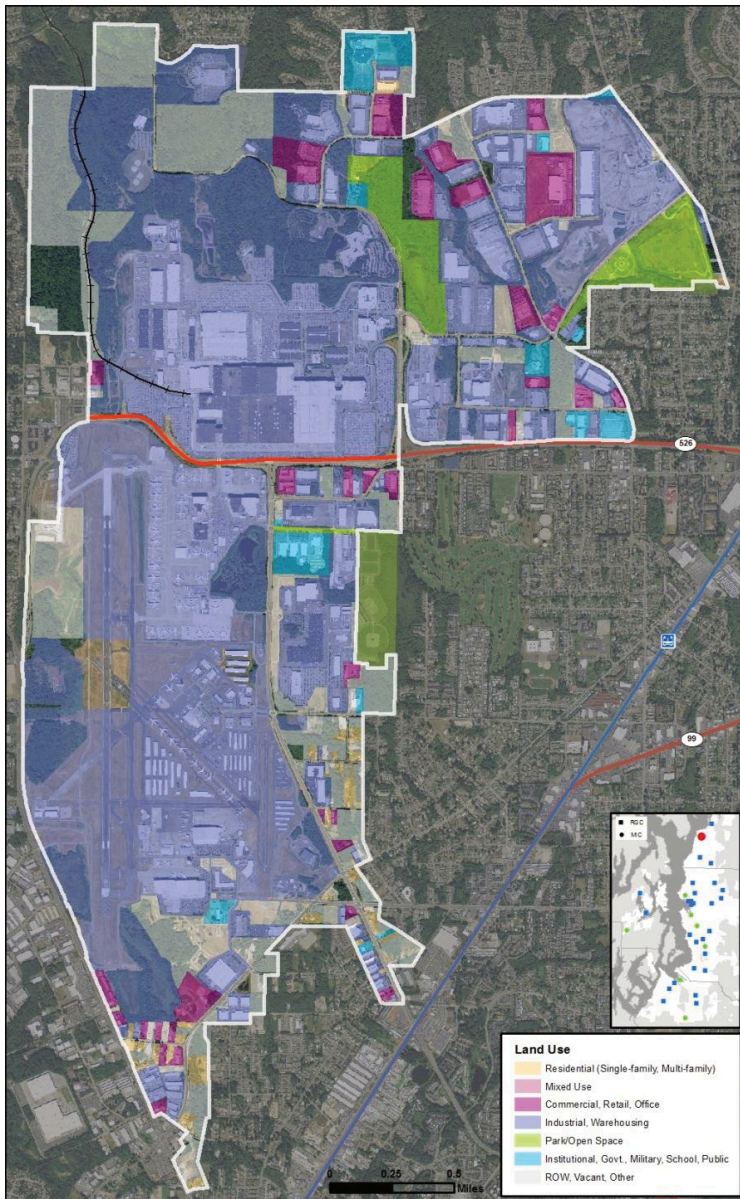 526
99
RGC
MIC
Land Use
Residential (Single-family, Multi-family)
Mixed Use
Commercial, Retail, Office
Industrial, Warehousing
Park/Open Space
Institutional, Govt., Military, School, Public
ROW, Vacant, Other
0 0.25 0.5
Miles